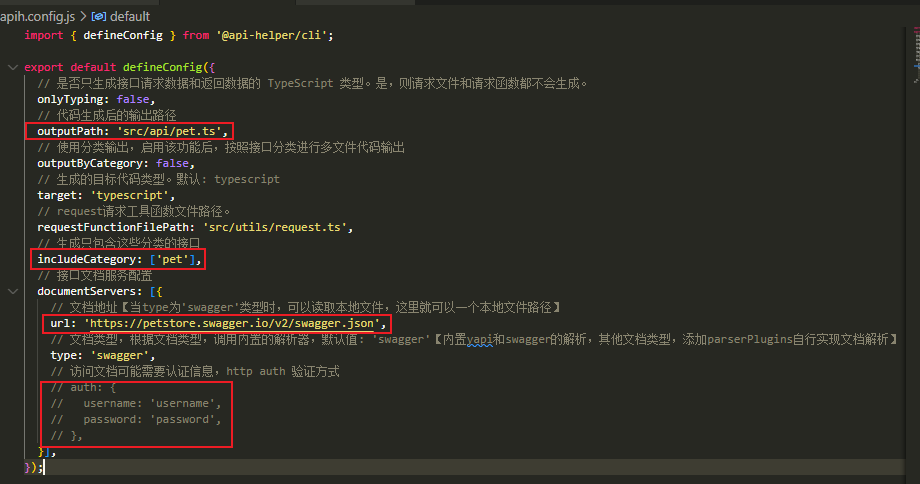 apih.config.js > default
import { defineConfig } from '@api-helper/cli';
export default defineConfig({
// 是否只生成接口请求数据和返回数据的 TypeScript 类型。是，则请求文件和请求函数都不会生成。
onlyTyping: false,
// 代码生成后的输出路径
outputPath: 'src/api/pet.ts',
// 使用分类输出，启用该功能后，按照接口分类进行多文件代码输出
outputByCategory: false,
// 生成的目标代码类型。默认: typescript
target: 'typescript',
// request请求工具函数文件路径。
requestFunctionFilePath: 'src/utils/request.ts',
// 生成只包含这些分类的接口
includeCategory: ['pet'],
// 接口文档服务配置
documentServers: [{
// 文档地址【当type为'swagger'类型时，可以读取本地文件，这里就可以一个本地文件路径】
url: 'https://petstore.swagger.io/v2/swagger.json',
// 文档类型，根据文档类型，调用内置的解析器，默认值: 'swagger'【内置yapi和swagger的解析，其他文档类型，添加parserPlugins自行实现文档解析】
type: 'swagger',
// 访问文档可能需要认证信息，http auth 验证方式
// auth: {
//   username: 'username',
//   password: 'password',
// },
}],
});